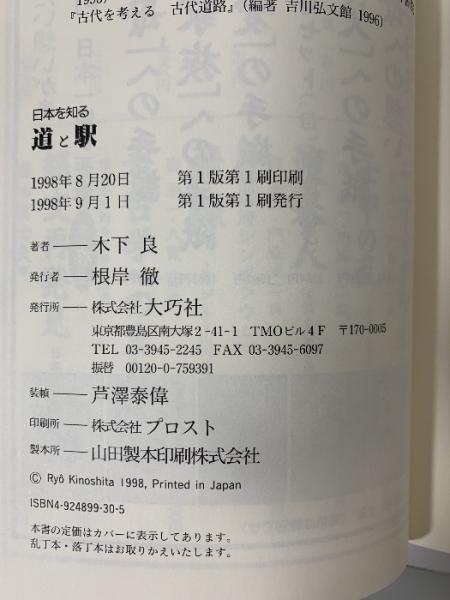 『古代を考える 古代道路』(編著 吉川弘文館 1996)
日本を知る
道と駅
1998年8月20日 第1版第1刷印刷
1998年9月1日 第1版第1刷発行
著者――木下 良
発行者――根岸 徹
発行所――株式会社大巧社
東京都豊島区南大塚2-41-1 TMOビル4F 〒170-0005
TEL 03-3945-2245 FAX 03-3945-6097
振替 00120-0-759391
装幀――芦澤泰偉
印刷所――株式会社プロスト
製本所――山田製本印刷株式会社
© Ryô Kinoshita 1998, Printed in Japan
ISBN4-924899-30-5
本書の定価はカバーに表示してあります。
乱丁本・落丁本はお取りかえいたします。